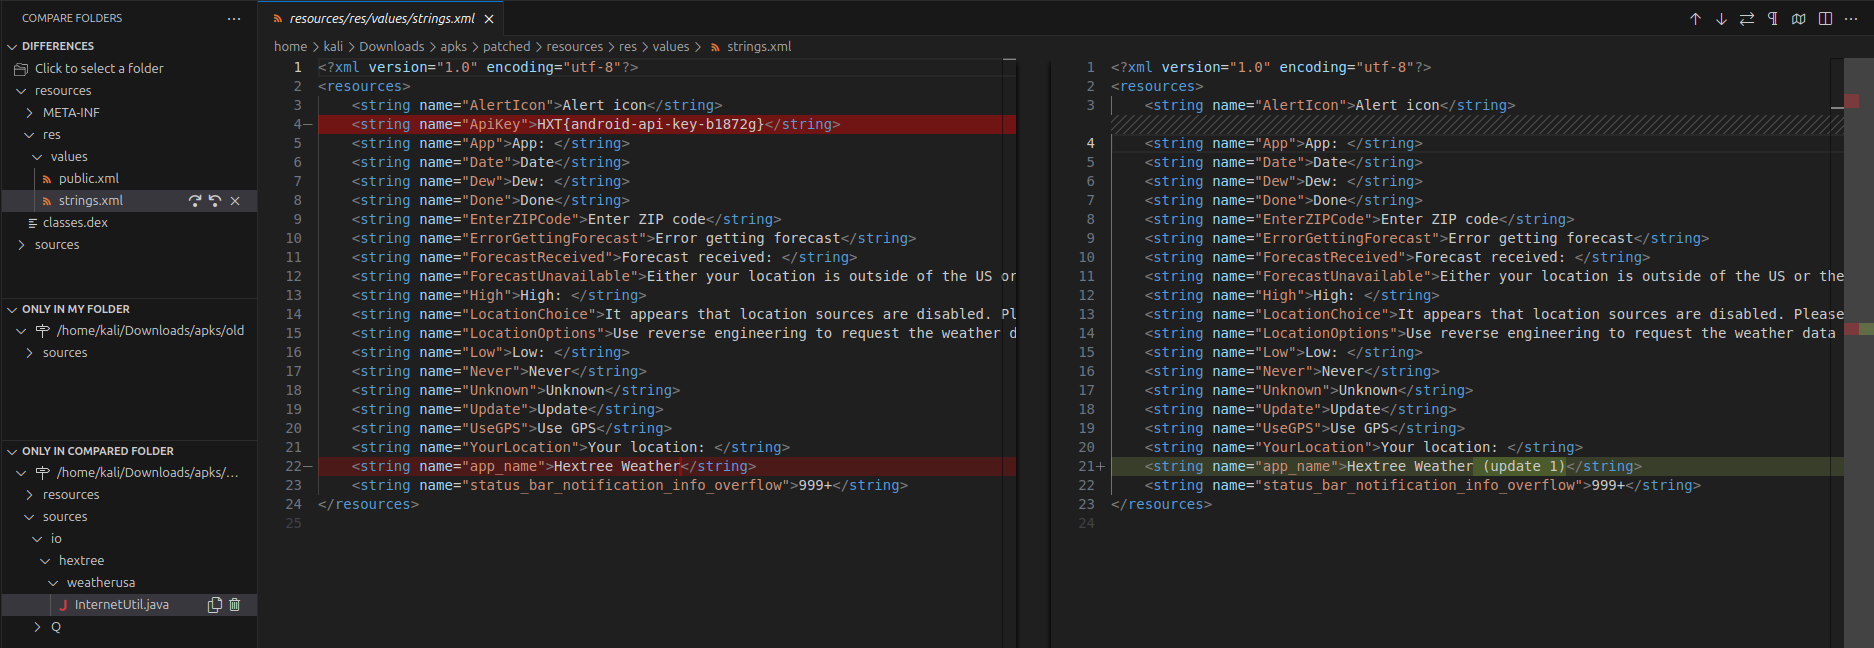 COMPARE FOLDERS
DIFFERENCES
Click to select a folder
resources
META-INF
res
values
public.xml
strings.xml
classes.dex
sources
ONLY IN MY FOLDER
/home/kali/Downloads/apks/old
sources
ONLY IN COMPARED FOLDER
/home/kali/Downloads/apks/...
resources
sources
io
hextree
weatherusa
InternetUtil.java
Q
resources/res/values/strings.xml
home > kali > Downloads > apks > patched > resources > res > values > strings.xml
1 <?xml version="1.0" encoding="utf-8"?>
2 <resources>
3 <string name="AlertIcon">Alert icon</string>
4− <string name="ApiKey">HXT{android-api-key-b1872g}</string>
5 <string name="App">App: </string>
6 <string name="Date">Date</string>
7 <string name="Dew">Dew: </string>
8 <string name="Done">Done</string>
9 <string name="EnterZIPCode">Enter ZIP code</string>
10 <string name="ErrorGettingForecast">Error getting forecast</string>
11 <string name="ForecastReceived">Forecast received: </string>
12 <string name="ForecastUnavailable">Either your location is outside of the US or
13 <string name="High">High: </string>
14 <string name="LocationChoice">It appears that location sources are disabled. Pl
15 <string name="LocationOptions">Use reverse engineering to request the weather d
16 <string name="Low">Low: </string>
17 <string name="Never">Never</string>
18 <string name="Unknown">Unknown</string>
19 <string name="Update">Update</string>
20 <string name="UseGPS">Use GPS</string>
21 <string name="YourLocation">Your location: </string>
22− <string name="app_name">Hextree Weather</string>
23 <string name="status_bar_notification_info_overflow">999+</string>
24 </resources>
25
1 <?xml version="1.0" encoding="utf-8"?>
2 <resources>
3 <string name="AlertIcon">Alert icon</string>
4 <string name="App">App: </string>
5 <string name="Date">Date</string>
6 <string name="Dew">Dew: </string>
7 <string name="Done">Done</string>
8 <string name="EnterZIPCode">Enter ZIP code</string>
9 <string name="ErrorGettingForecast">Error getting forecast</string>
10 <string name="ForecastReceived">Forecast received: </string>
11 <string name="ForecastUnavailable">Either your location is outside of the US or the
12 <string name="High">High: </string>
13 <string name="LocationChoice">It appears that location sources are disabled. Please
14 <string name="LocationOptions">Use reverse engineering to request the weather data
15 <string name="Low">Low: </string>
16 <string name="Never">Never</string>
17 <string name="Unknown">Unknown</string>
18 <string name="Update">Update</string>
19 <string name="UseGPS">Use GPS</string>
20 <string name="YourLocation">Your location: </string>
21+ <string name="app_name">Hextree Weather (update 1)</string>
22 <string name="status_bar_notification_info_overflow">999+</string>
23 </resources>
24